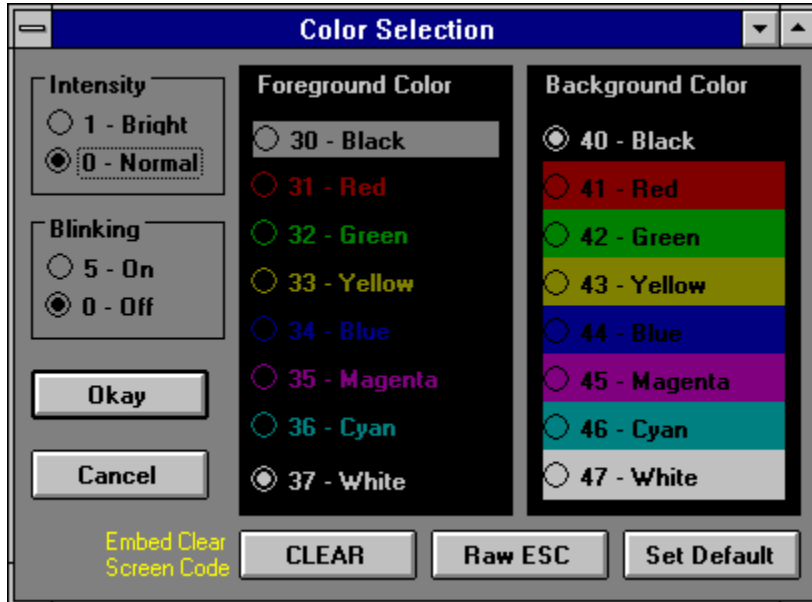 Color Selection
Intensity
1 - Bright
0 - Normal
Blinking
5 - On
0 - Off
Okay
Cancel
Foreground Color
30 - Black
31 - Red
32 - Green
33 - Yellow
34 - Blue
35 - Magenta
36 - Cyan
37 - White
Background Color
40 - Black
41 - Red
42 - Green
43 - Yellow
44 - Blue
45 - Magenta
46 - Cyan
47 - White
Embed Clear
Screen Code
CLEAR
Raw ESC
Set Default